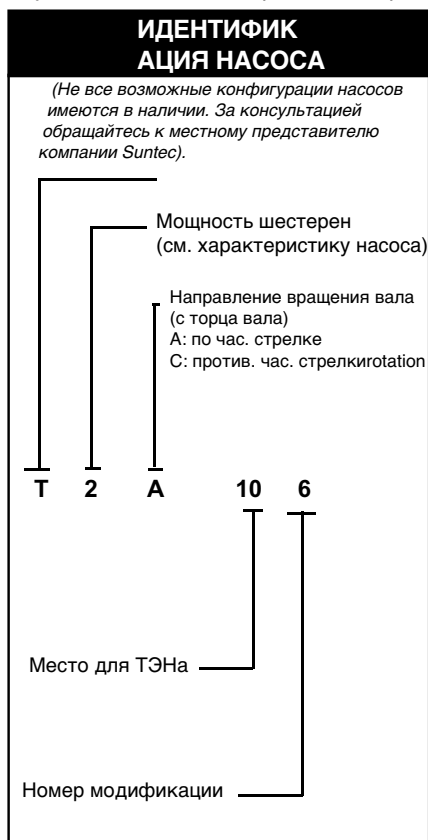 ИДЕНТИФИК
АЦИЯ НАСОСА
(Не все возможные конфигурации насосов
имеются в наличии. За консультацией
обращайтесь к местному представителю
компании Suntec).
Мощность шестерен
(см. характеристику насоса)
Направление вращения вала
(с торца вала)
A: по час. стрелке
C: против. час. стрелкиrotation
T 2 A 10 6
Место для ТЭНа
Номер модификации